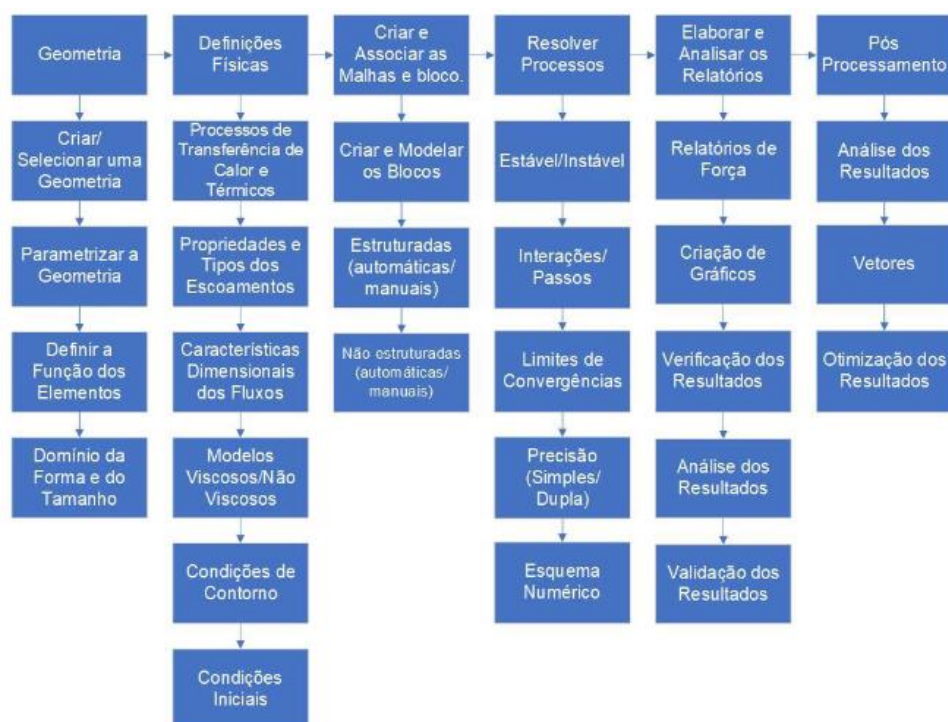 Geometria
Definições
Físicas
Criar e
Associar as
Malhas e bloco.
Resolver
Processos
Elaborar e
Analisar os
Relatórios
Pós
Processamento
Criar/
Selecionar uma
Geometria
Processos de
Transferência de
Calor e
Térmicos
Criar e Modelar
os Blocos
Estável/Instável
Relatórios de
Força
Análise dos
Resultados
Parametrizar a
Geometria
Propriedades e
Tipos dos
Escoamentos
Estruturadas
(automáticas/
manuais)
Interações/
Passos
Criação de
Gráficos
Vetores
Definir a
Função dos
Elementos
Características
Dimensionais
dos Fluxos
Não estruturadas
(automáticas/
manuais)
Limites de
Convergências
Verificação dos
Resultados
Otimização dos
Resultados
Domínio da
Forma e do
Tamanho
Modelos
Viscosos/Não
Viscosos
Precisão
(Simples/
Dupla)
Análise dos
Resultados
Condições de
Contorno
Esquema
Numérico
Validação dos
Resultados
Condições
Iniciais